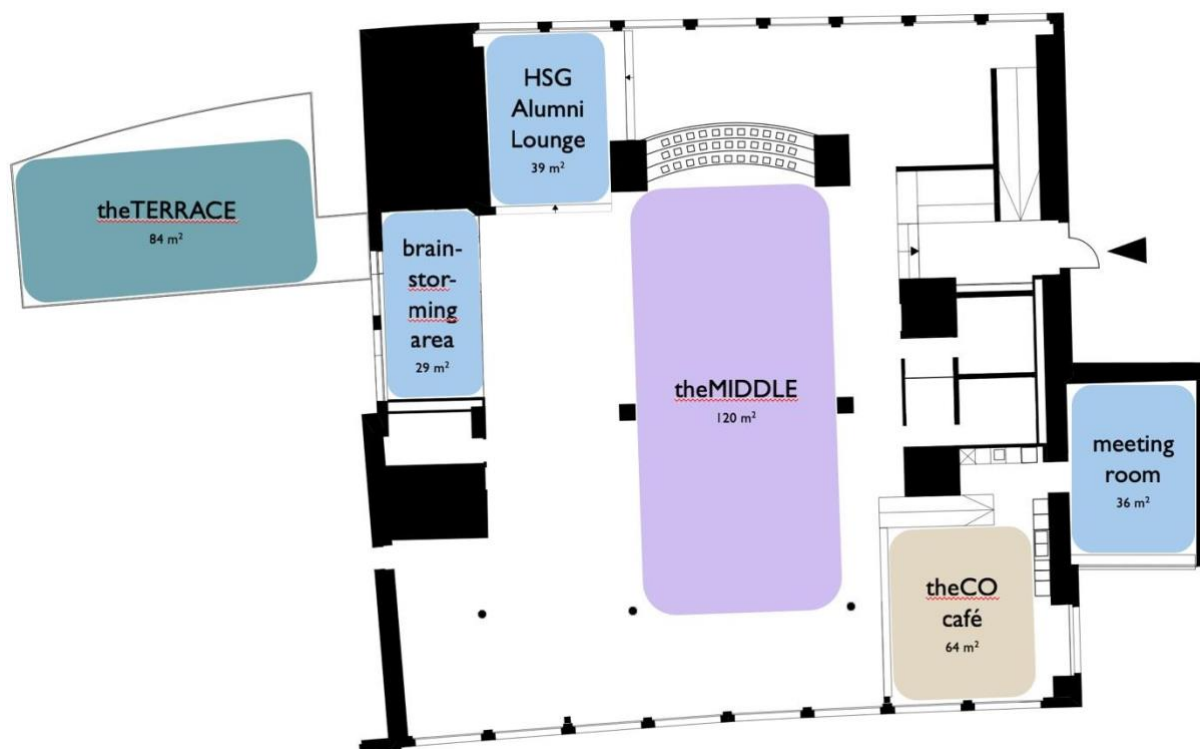 HSG
Alumni
Lounge
39 m²
theTERRACE
84 m²
brain-
stor-
ming
area
29 m²
theMIDDLE
120 m²
meeting
room
36 m²
theCO
café
64 m²